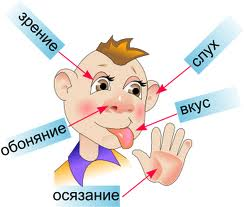 зрение
слух
вкус
обоняние
осязание